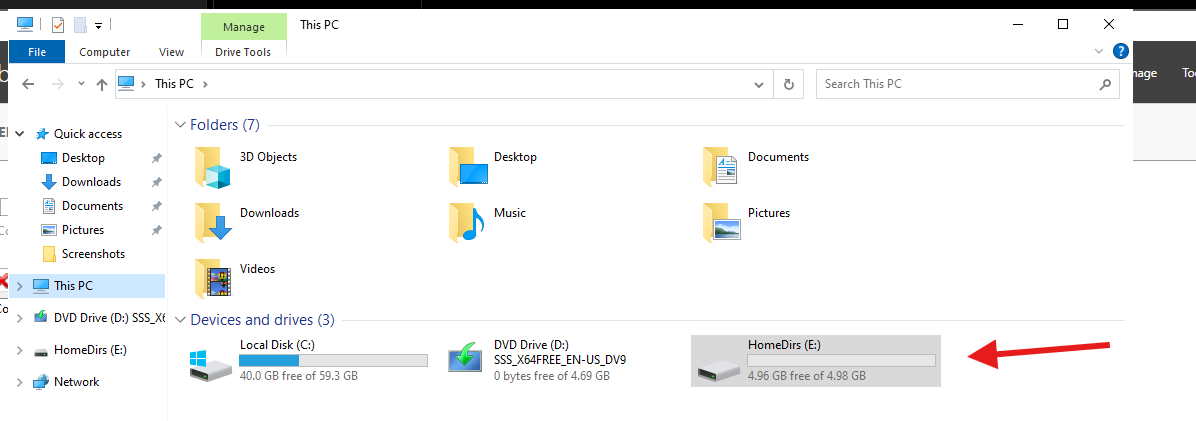 Manage
This PC
File
Computer
View
Drive Tools
?
This PC
Search This PC
nage
Too
Quick access
Desktop
Downloads
Documents
Pictures
Screenshots
This PC
DVD Drive (D:) SSS_X6
HomeDirs (E:)
Network
Folders (7)
3D Objects
Desktop
Documents
Downloads
Music
Pictures
Videos
Devices and drives (3)
Local Disk (C:)
40.0 GB free of 59.3 GB
DVD Drive (D:)
SSS_X64FREE_EN-US_DV9
0 bytes free of 4.69 GB
HomeDirs (E:)
4.96 GB free of 4.98 GB